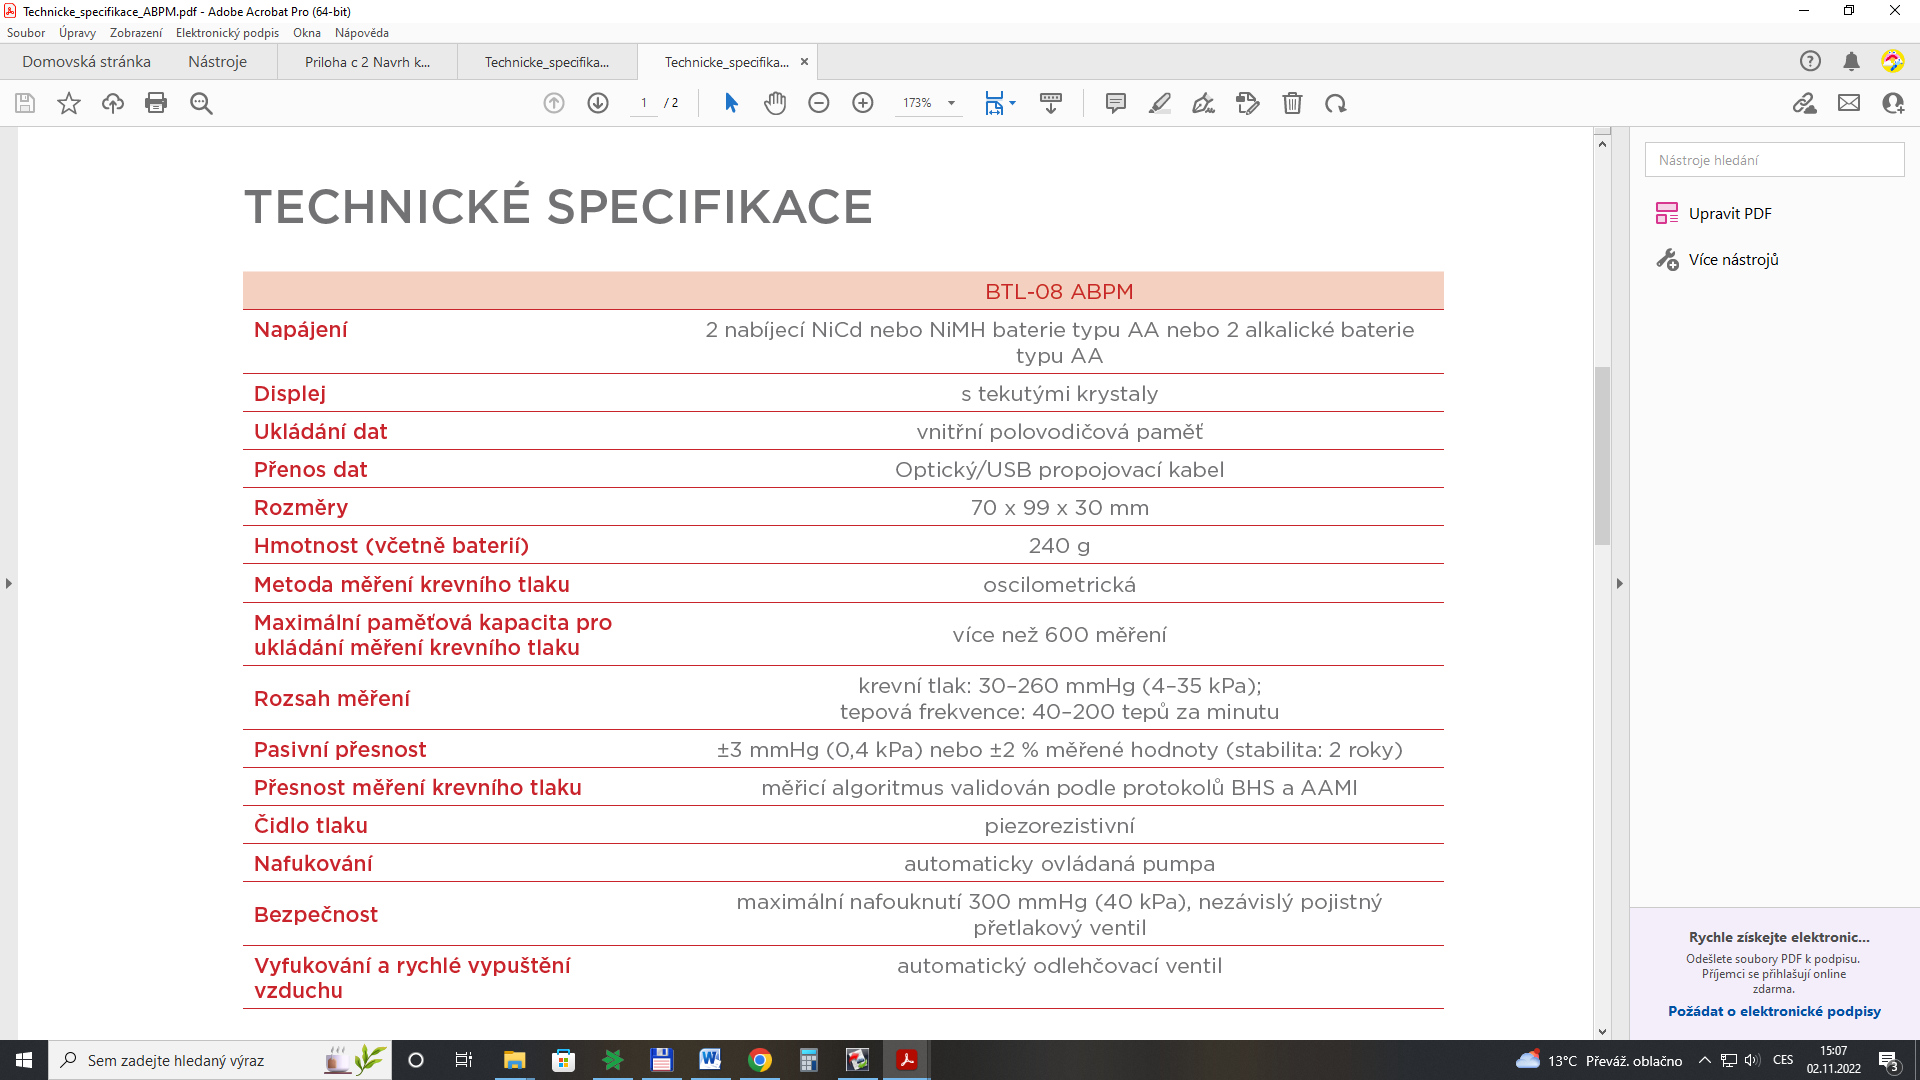 Technicke_specifikace_ABPM.pdf - Adobe Acrobat Pro (64-bit)
Soubor Úpravy Zobrazení Elektronický podpis Okna Nápověda
Domovská stránka Nástroje Priloha c 2 Navrh k... Technicke_specifika... Technicke_specifika...
1 / 2 173%
Nástroje hledání
Upravit PDF
Více nástrojů
TECHNICKÉ SPECIFIKACE
BTL-08 ABPM
Napájení 2 nabíjecí NiCd nebo NiMH baterie typu AA nebo 2 alkalické baterie
typu AA
Displej s tekutými krystaly
Ukládání dat vnitřní polovodičová paměť
Přenos dat Optický/USB propojovací kabel
Rozměry 70 x 99 x 30 mm
Hmotnost (včetně baterií) 240 g
Metoda měření krevního tlaku oscilometrická
Maximální paměťová kapacita pro
ukládání měření krevního tlaku více než 600 měření
Rozsah měření krevní tlak: 30–260 mmHg (4–35 kPa);
tepová frekvence: 40–200 tepů za minutu
Pasivní přesnost ±3 mmHg (0,4 kPa) nebo ±2 % měřené hodnoty (stabilita: 2 roky)
Přesnost měření krevního tlaku měřicí algoritmus validován podle protokolů BHS a AAMI
Čidlo tlaku piezorezistivní
Nafukování automaticky ovládaná pumpa
Bezpečnost maximální nafouknutí 300 mmHg (40 kPa), nezávislý pojistný
přetlakový ventil
Vyfukování a rychlé vypuštění automatický odlehčovací ventil
vzduchu
Rychle získejte elektronic...
Odešlete soubory PDF k podpisu.
Příjemci se přihlašují online
zdarma.
Požádat o elektronické podpisy
Sem zadejte hledaný výraz
13°C Převáž. oblačno CES 15:07
02.11.2022 3